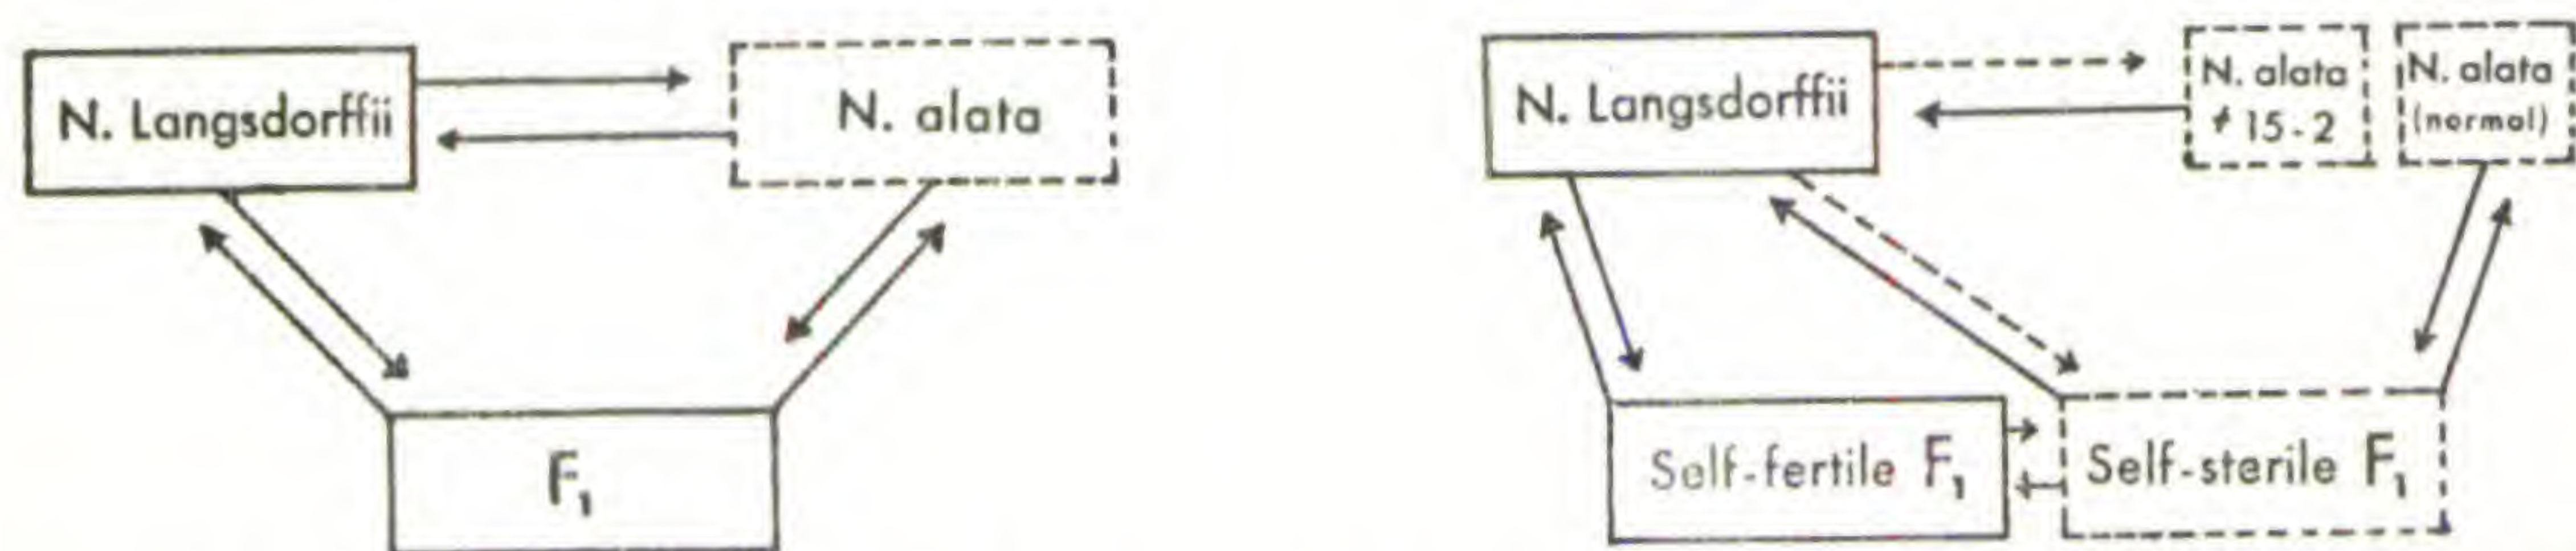 N. Langsdorffii
N. alata
F₁
N. Langsdorffii
N. alata
# 15-2
N. alata
(normal)
Self-fertile F₁
Self-sterile F₁